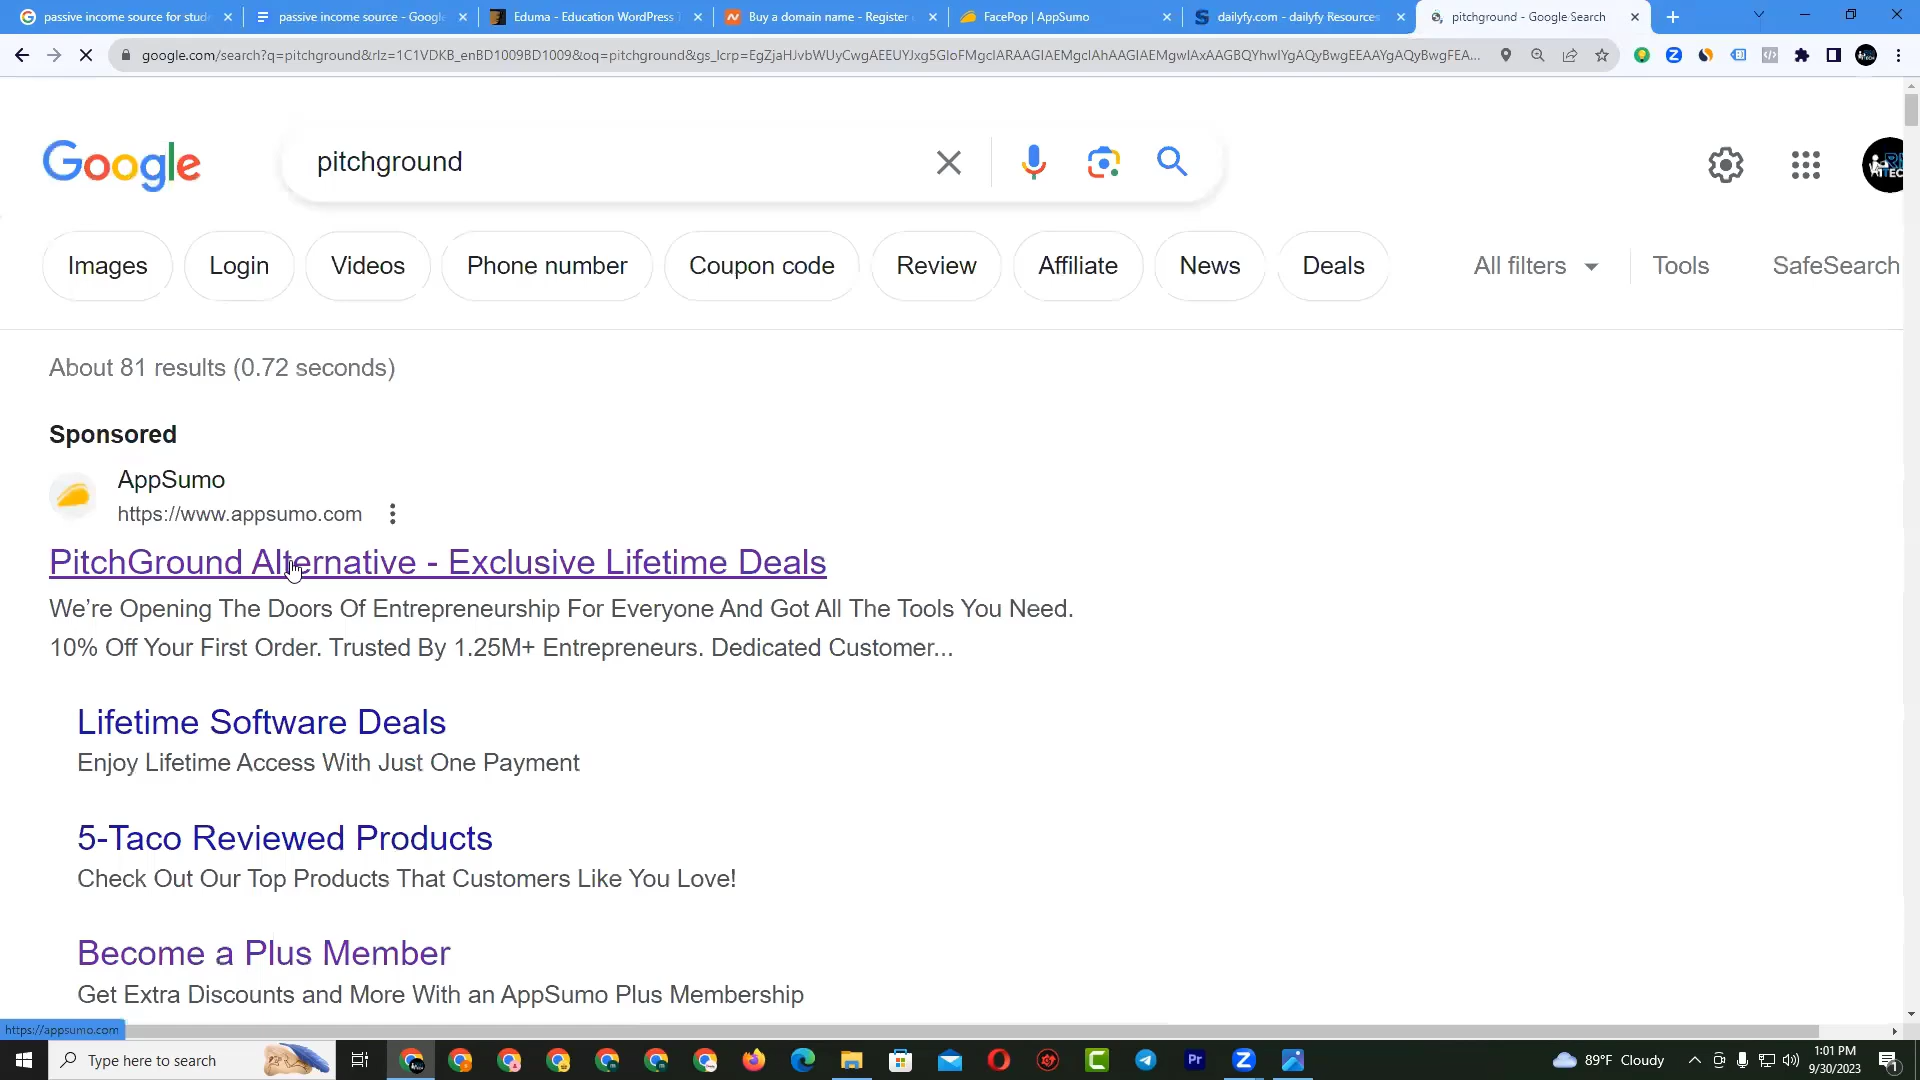 passive income source for stude
passive income source - Google
Eduma - Education WordPress
Buy a domain name - Register
FacePop | AppSumo
dailyfy.com - dailyfy Resources
pitchground - Google Search
google.com/search?q=pitchground&rlz=1C1VDKB_enBD1009BD1009&oq=pitchground&gs_lcrp=
Google
pitchground
Images
Login
Videos
Phone number
Coupon code
Review
Affiliate
News
Deals
All filters
Tools
SafeSearch
About 81 results (0.72 seconds)
Sponsored
AppSumo
https://www.appsumo.com
PitchGround Alternative - Exclusive Lifetime Deals
We’re Opening The Doors Of Entrepreneurship For Everyone And Got All The Tools You Need.
10% Off Your First Order. Trusted By 1.25M+ Entrepreneurs. Dedicated Customer...
Lifetime Software Deals
Enjoy Lifetime Access With Just One Payment
5-Taco Reviewed Products
Check Out Our Top Products That Customers Like You Love!
Become a Plus Member
Get Extra Discounts and More With an AppSumo Plus Membership
https://appsumo.com
Type here to search
89°F Cloudy
1:01 PM
9/30/2023